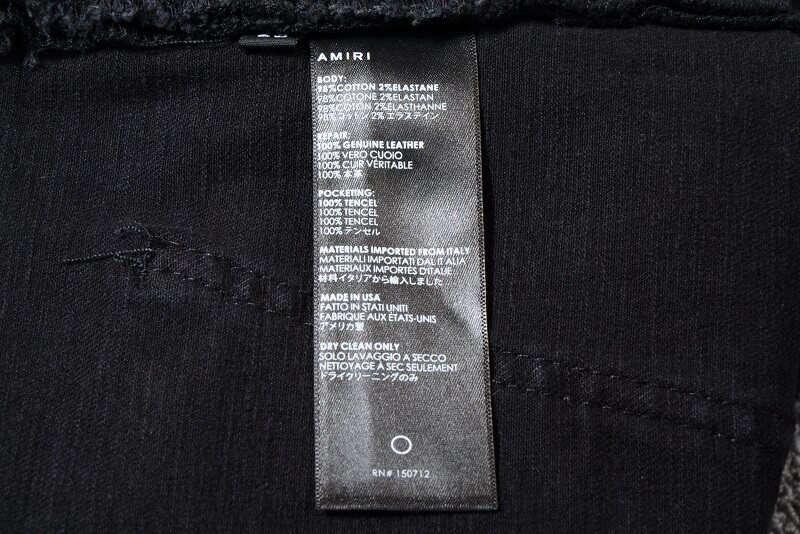 AMIRI
BODY:
98%COTTON 2%ELASTANE
98%COTONE 2%ELASTAN
98%COTON 2%ELASTHANNE
98%コットン 2% エラステイン
REPAIR:
100% GENUINE LEATHER
100% VERO CUOIO
100% CUIR VÉRITABLE
100% 本革
POCKETING:
100% TENCEL
100% TENCEL
100% TENCEL
100% テンセル
MATERIALS IMPORTED FROM ITALY
MATERIALI IMPORTATI DAL ITALIA
MATERIAUX IMPORTÉS D'ITALIE
材料イタリアから輸入しました
MADE IN USA
FATTO IN STATI UNITI
FABRIQUE AUX ÉTATS-UNIS
アメリカ製
DRY CLEAN ONLY
SOLO LAVAGGIO A SECCO
NETTOYAGE A SEC SEULEMENT
ドライクリーニングのみ
RN# 150712